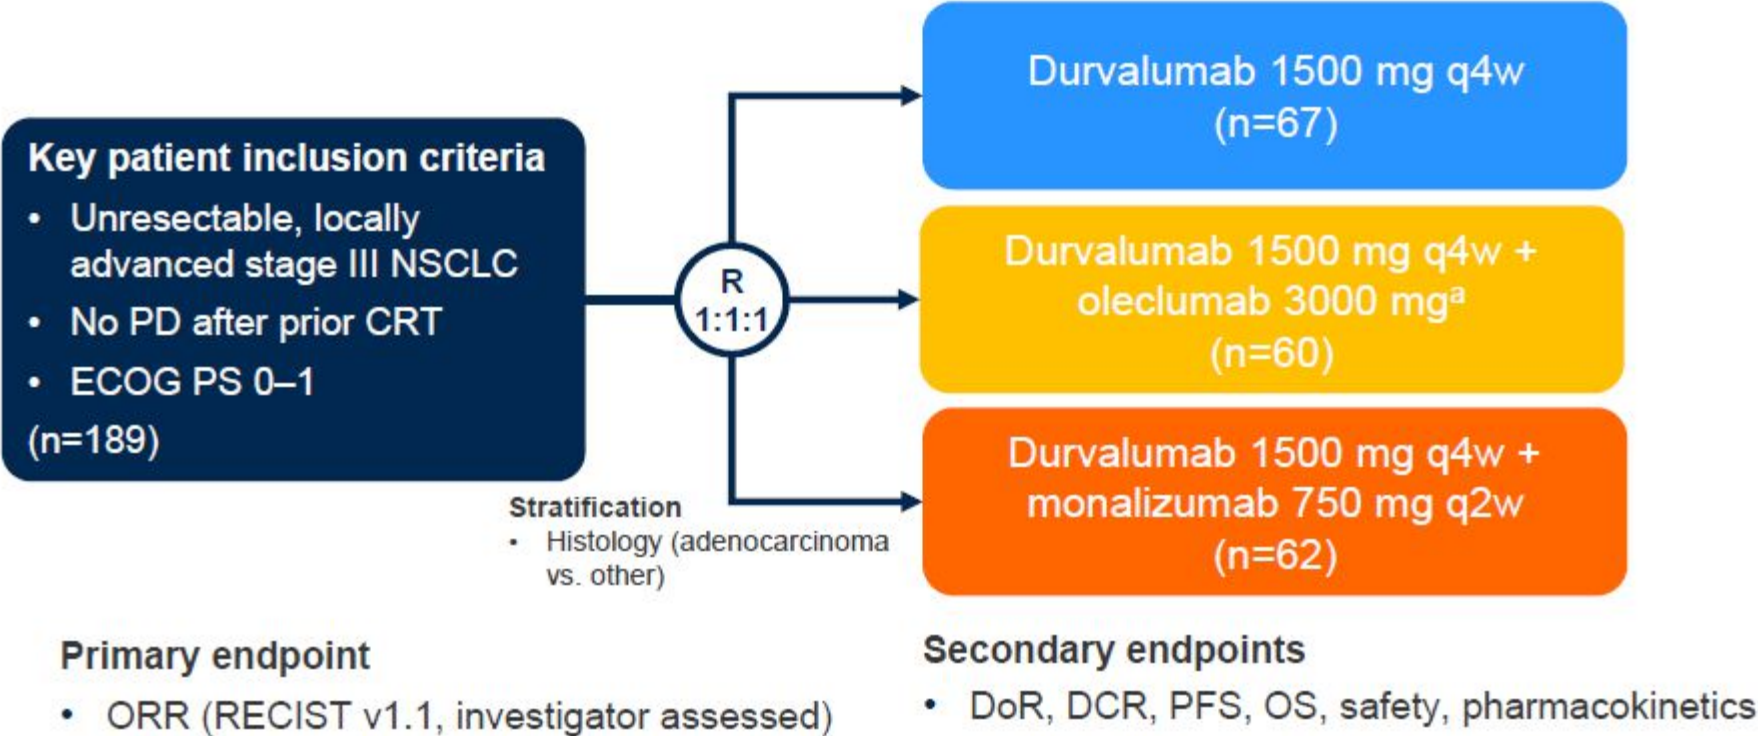 Key patient inclusion criteria
• Unresectable, locally
advanced stage III NSCLC
• No PD after prior CRT
• ECOG PS 0–1
(n=189)
R
1:1:1
Stratification
• Histology (adenocarcinoma
vs. other)
Durvalumab 1500 mg q4w
(n=67)
Durvalumab 1500 mg q4w +
oleclumab 3000 mgᵃ
(n=60)
Durvalumab 1500 mg q4w +
monalizumab 750 mg q2w
(n=62)
Primary endpoint
• ORR (RECIST v1.1, investigator assessed)
Secondary endpoints
• DoR, DCR, PFS, OS, safety, pharmacokinetics